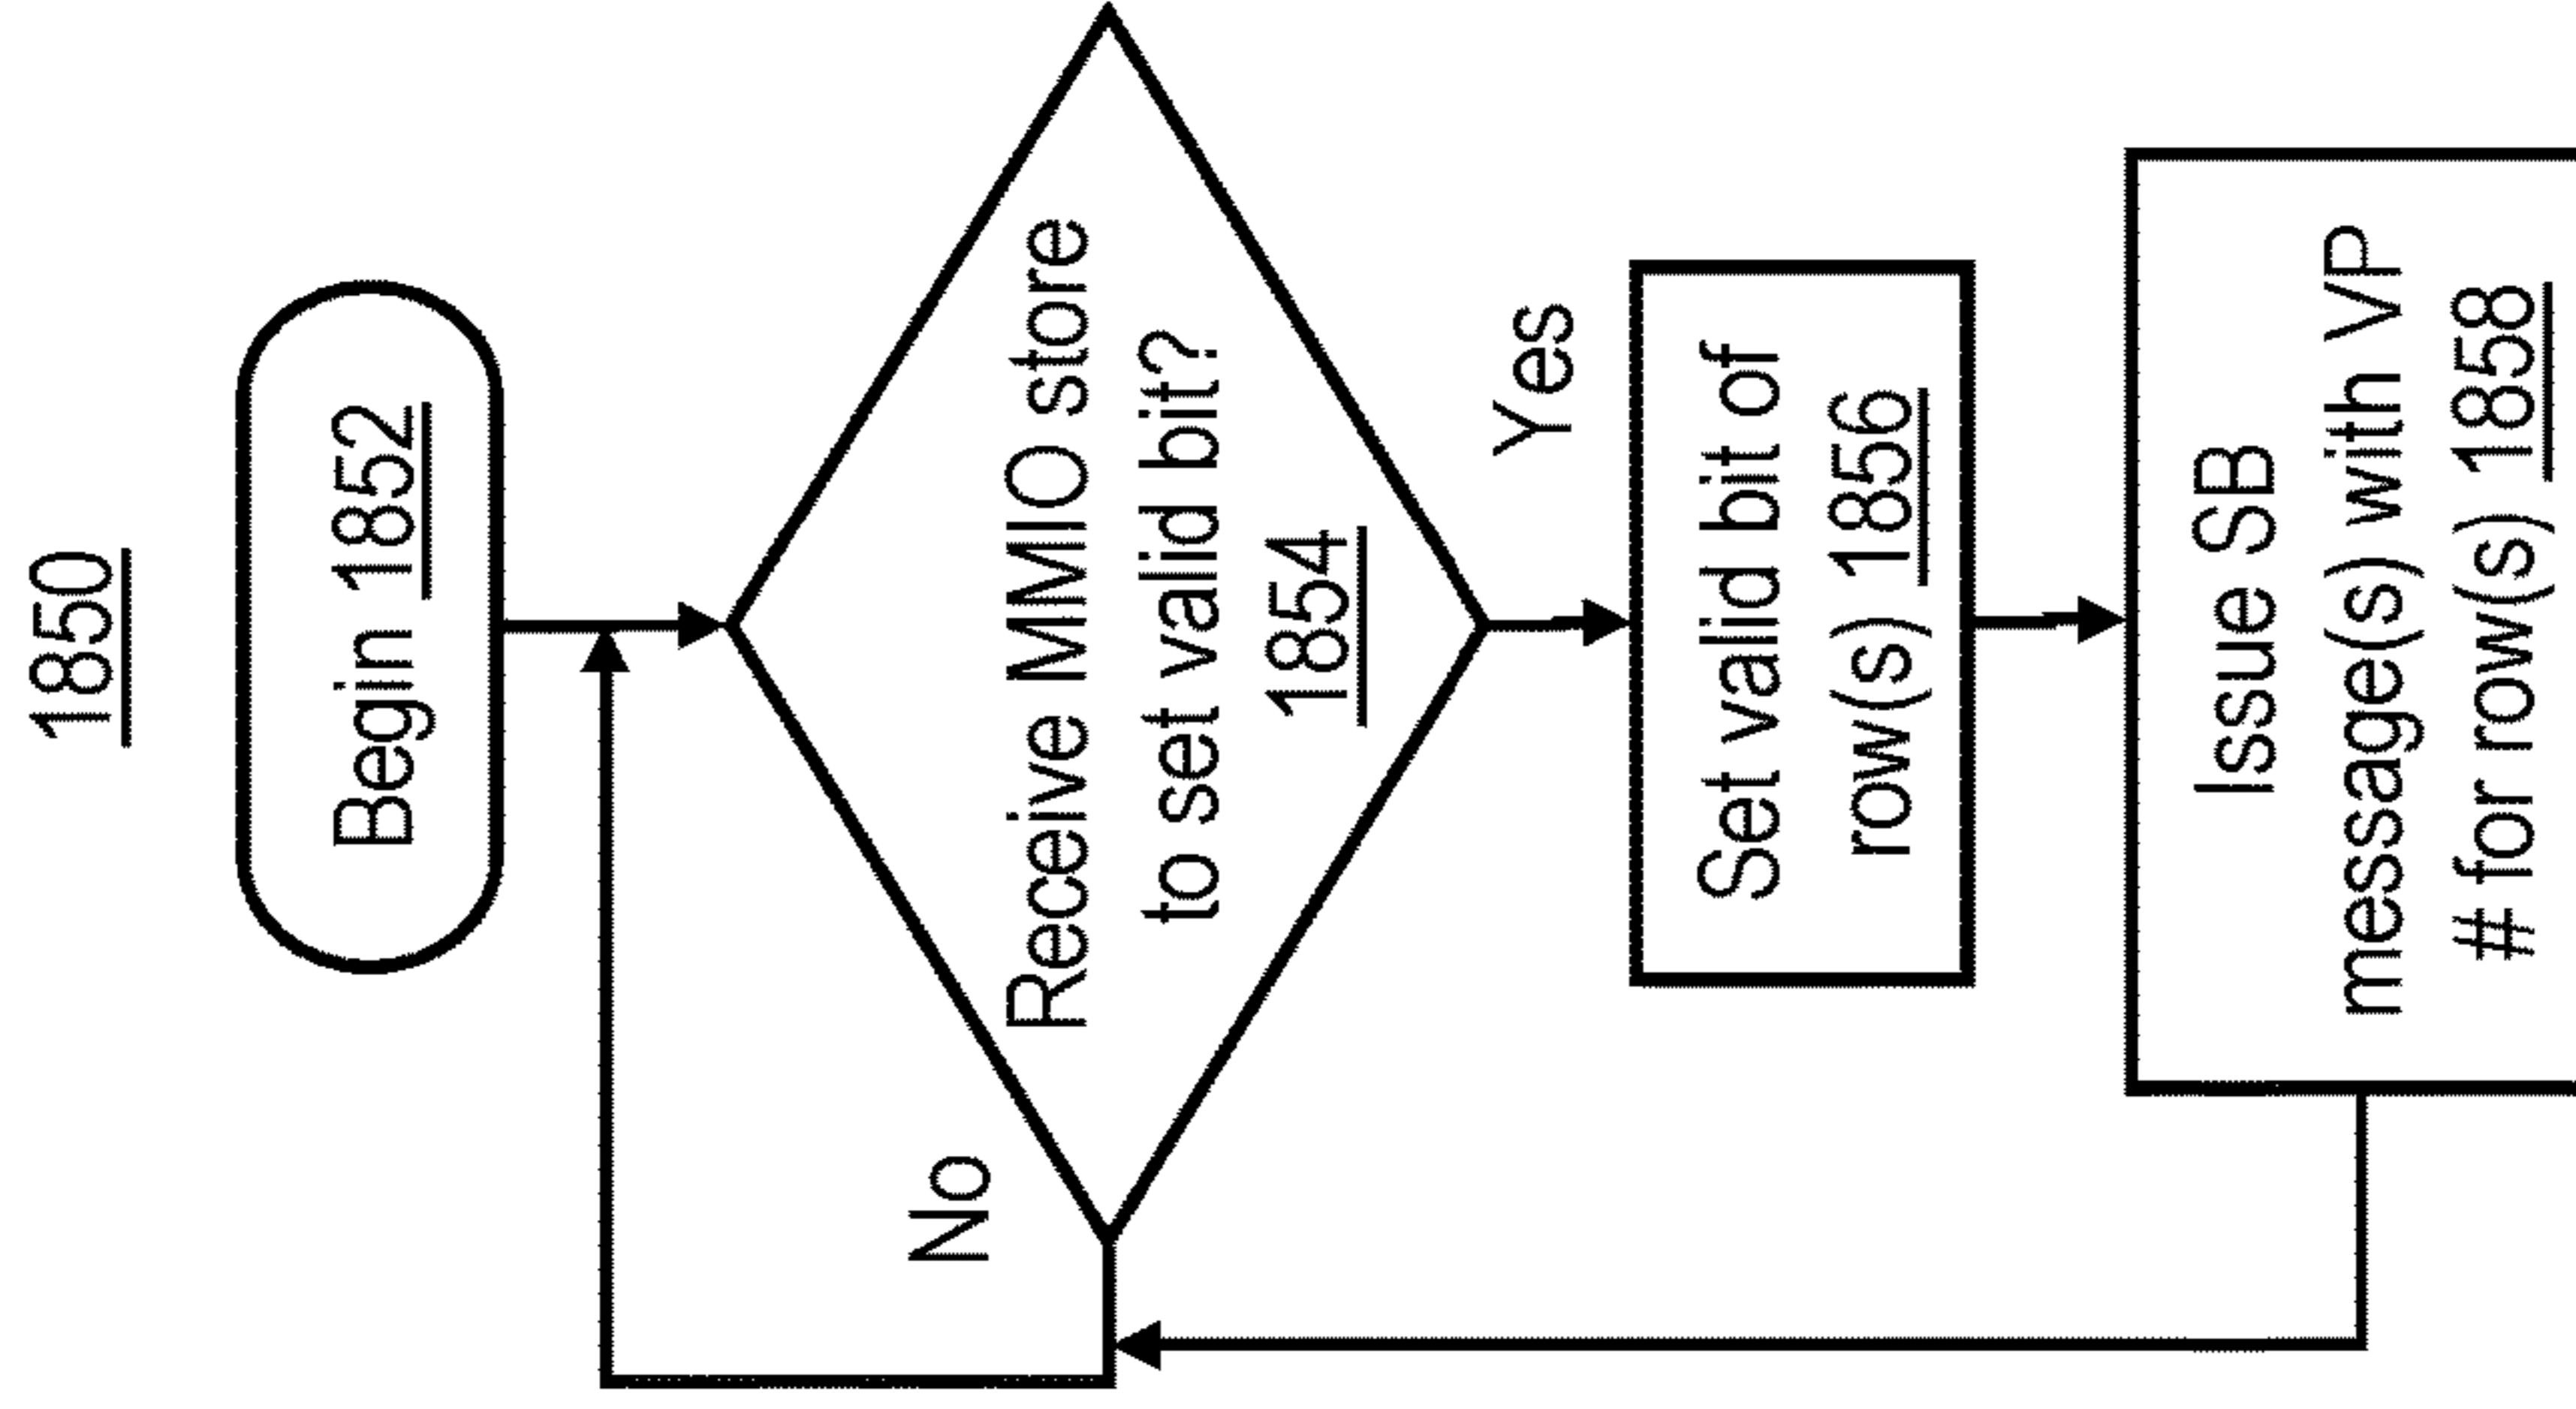 1850
Begin 1852
Receive MMIO store
to set valid bit?
1854
No
Yes
Set valid bit of
row(s) 1856
Issue SB
message(s) with VP
# for row(s) 1858